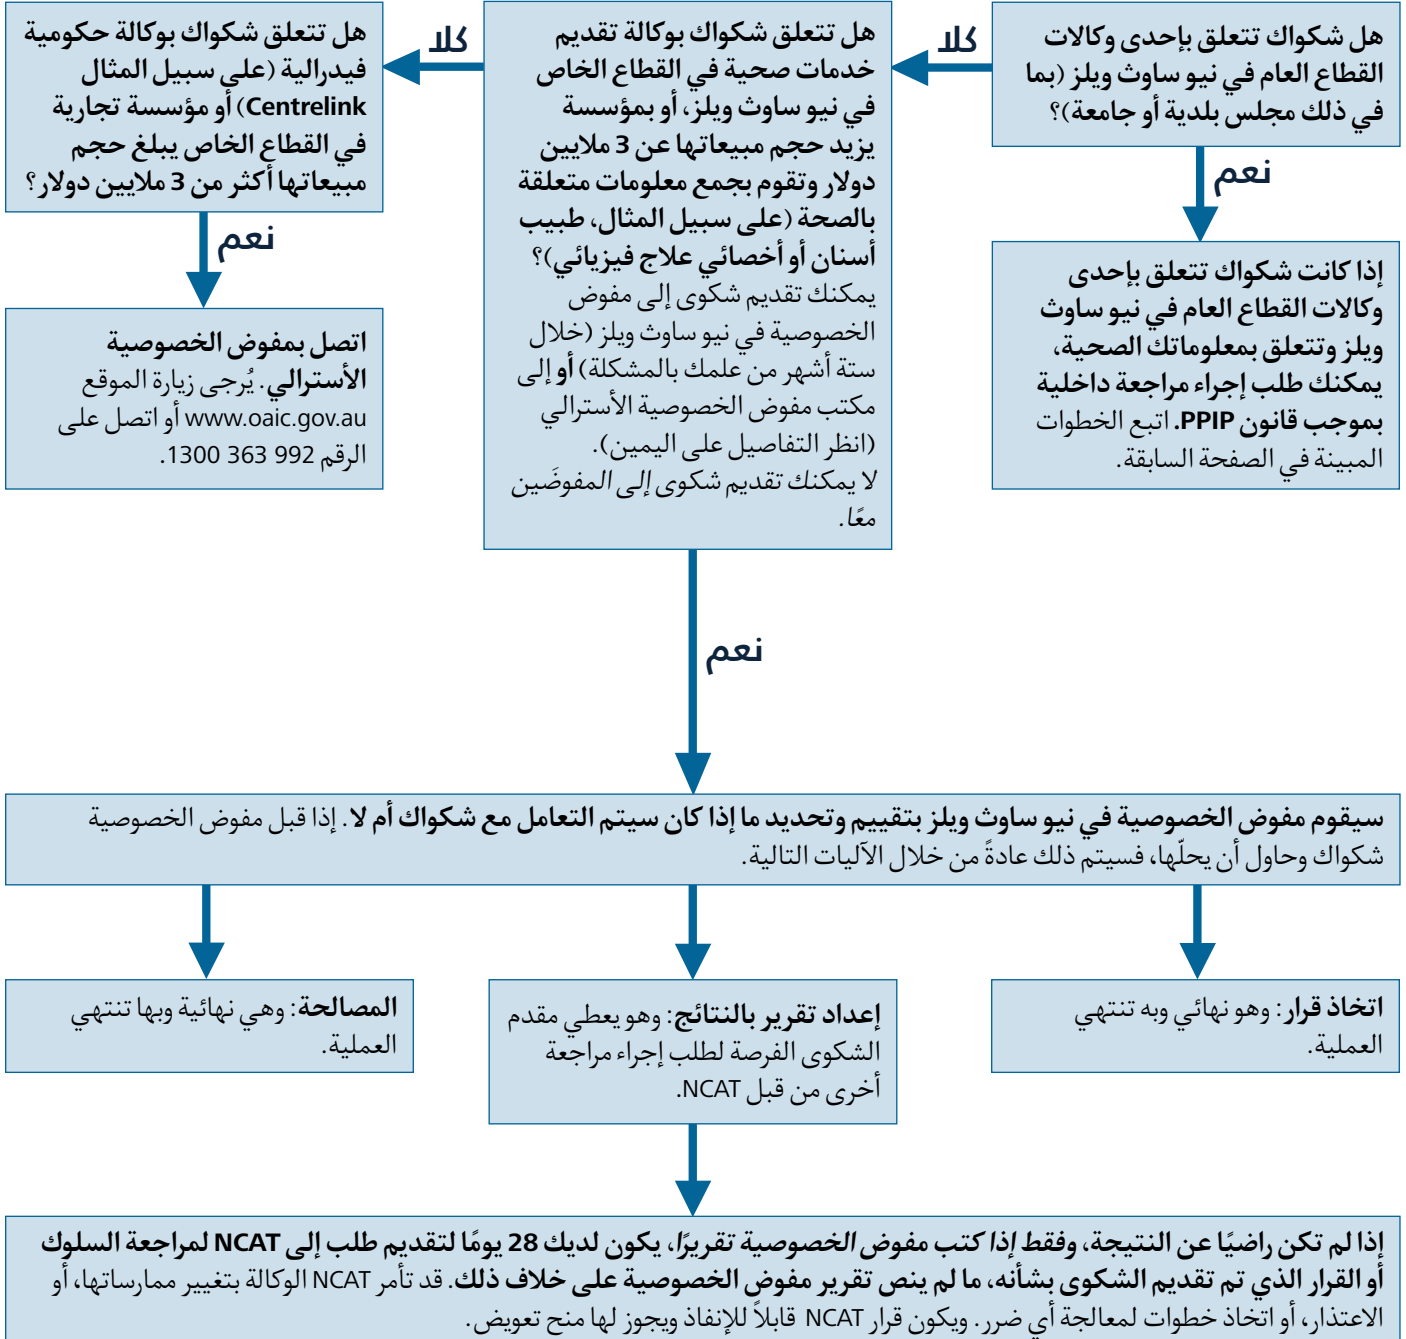 هل شكواك تتعلق بإحدى وكالات
القطاع العام في نيو ساوث ويلز (بما
في ذلك مجلس بلدية أو جامعة)؟
كلا
هل تتعلق شكواك بوكالة تقديم
خدمات صحية في القطاع الخاص
في نيو ساوث ويلز، أو بمؤسسة
يزيد حجم مبيعاتها عن 3 ملايين
دولار وتقوم بجمع معلومات متعلقة
بالصحة (على سبيل المثال، طبيب
أسنان أو أخصائي علاج فيزيائي)؟
يمكنك تقديم شكوى إلى مفوض
الخصوصية في نيو ساوث ويلز (خلال
ستة أشهر من علمك بالمشكلة) أو إلى
مكتب مفوض الخصوصية الأسترالي
(انظر التفاصيل على اليمين).
لا يمكنك تقديم شكوى إلى المفوضَين
معًا.
كلا
هل تتعلق شكواك بوكالة حكومية
فيدرالية (على سبيل المثال
Centrelink) أو مؤسسة تجارية
في القطاع الخاص يبلغ حجم
مبيعاتها أكثر من 3 ملايين دولار؟
نعم
إذا كانت شكواك تتعلق بإحدى
وكالات القطاع العام في نيو ساوث
ويلز وتتعلق بمعلوماتك الصحية،
يمكنك طلب إجراء مراجعة داخلية
بموجب قانون PPIP. اتبع الخطوات
المبينة في الصفحة السابقة.
نعم
اتصل بمفوض الخصوصية
الأسترالي. يُرجى زيارة الموقع
www.oaic.gov.au أو اتصل على
الرقم 1300 363 992.
نعم
سيقوم مفوض الخصوصية في نيو ساوث ويلز بتقييم وتحديد ما إذا كان سيتم التعامل مع شكواك أم لا. إذا قبل مفوض الخصوصية
شكواك وحاول أن يحلّها، فسيتم ذلك عادةً من خلال الآليات التالية.
اتخاذ قرار: وهو نهائي وبه تنتهي
العملية.
إعداد تقرير بالنتائج: وهو يعطي مقدم
الشكوى الفرصة لطلب إجراء مراجعة
أخرى من قبل NCAT.
المصالحة: وهي نهائية وبها تنتهي
العملية.
إذا لم تكن راضيًا عن النتيجة، وفقط إذا كتب مفوض الخصوصية تقريرًا، يكون لديك 28 يومًا لتقديم طلب إلى NCAT لمراجعة السلوك
أو القرار الذي تم تقديم الشكوى بشأنه، ما لم ينص تقرير مفوض الخصوصية على خلاف ذلك. قد تأمر NCAT الوكالة بتغيير ممارساتها، أو
الاعتذار، أو اتخاذ خطوات لمعالجة أي ضرر. ويكون قرار NCAT قابلاً للإنفاذ ويجوز لها منح تعويض.